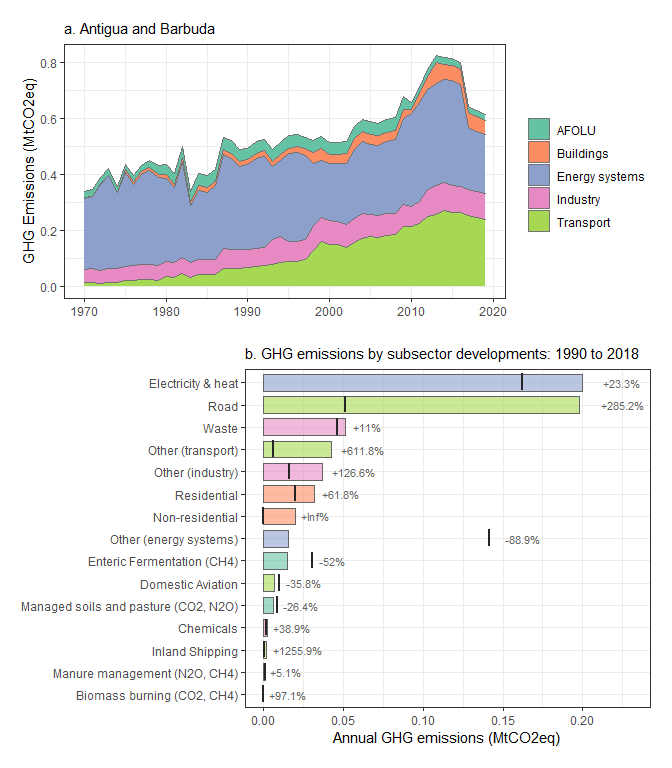 a. Antigua and Barbuda
GHG Emissions (MtCO2eq)
0.8
0.6
0.4
0.2
0.0
1970 1980 1990 2000 2010 2020
AFOLU
Buildings
Energy systems
Industry
Transport
b. GHG emissions by subsector developments: 1990 to 2018
Electricity & heat +23.3%
Road +285.2%
Waste +11%
Other (transport) +611.8%
Other (industry) +126.6%
Residential +61.8%
Non-residential +Inf%
Other (energy systems) -88.9%
Enteric Fermentation (CH4) -52%
Domestic Aviation -35.8%
Managed soils and pasture (CO2, N2O) -26.4%
Chemicals +38.9%
Inland Shipping +1255.9%
Manure management (N2O, CH4) +5.1%
Biomass burning (CO2, CH4) +97.1%
0.00 0.05 0.10 0.15 0.20
Annual GHG emissions (MtCO2eq)